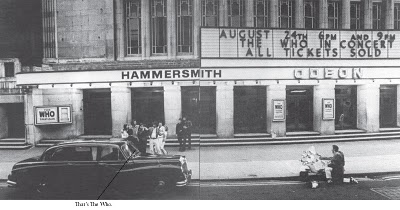 AUGUST 24TH 6PM AND 9PM
THE WHO IN CONCERT
ALL TICKETS SOLD
HAMMERSMITH ODEON
WHO
That's The Who.